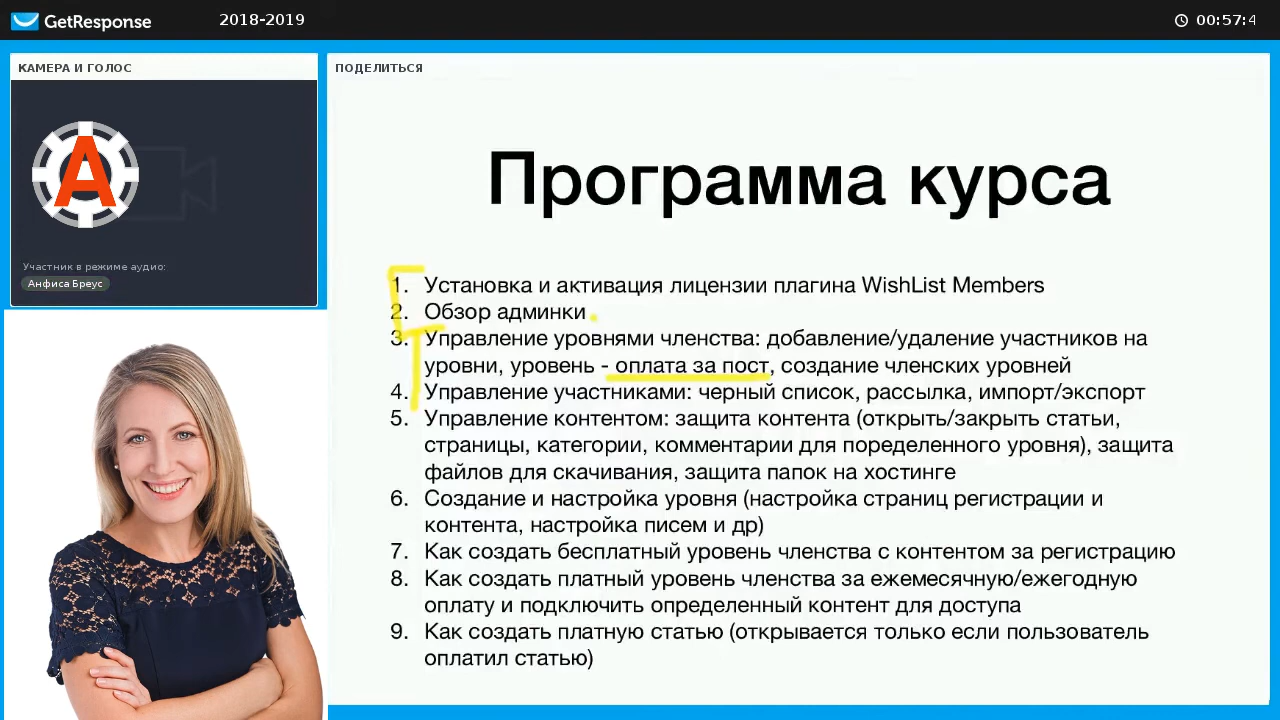 GetResponse
2018-2019
00:57:4
КАМЕРА И ГОЛОС
ПОДЕЛИТЬСЯ
А
Участник в режиме аудио:
Анфиса Бреус
Программа курса
1. Установка и активация лицензии плагина WishList Members
2. Обзор админки
3. Управление уровнями членства: добавление/удаление участников на
уровни, уровень - оплата за пост, создание членских уровней
4. Управление участниками: черный список, рассылка, импорт/экспорт
5. Управление контентом: защита контента (открыть/закрыть статьи,
страницы, категории, комментарии для поределенного уровня), защита
файлов для скачивания, защита папок на хостинге
6. Создание и настройка уровня (настройка страниц регистрации и
контента, настройка писем и др)
7. Как создать бесплатный уровень членства с контентом за регистрацию
8. Как создать платный уровень членства за ежемесячную/ежегодную
оплату и подключить определенный контент для доступа
9. Как создать платную статью (открывается только если пользователь
оплатил статью)